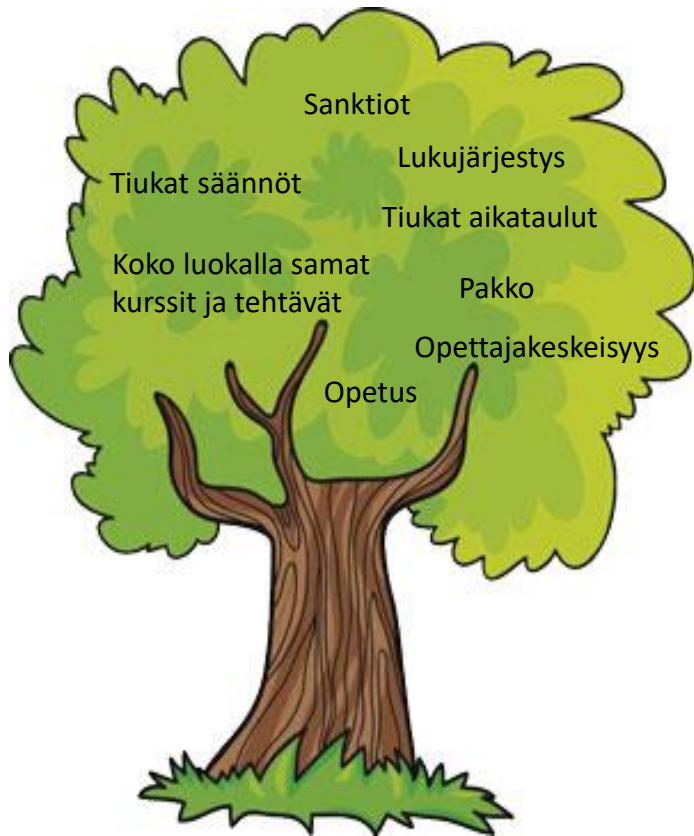 Sanktiot
Lukujärjestys
Tiukat säännöt
Tiukat aikataulut
Koko luokalla samat
kurssit ja tehtävät
Pakko
Opettajakeskeisyys
Opetus